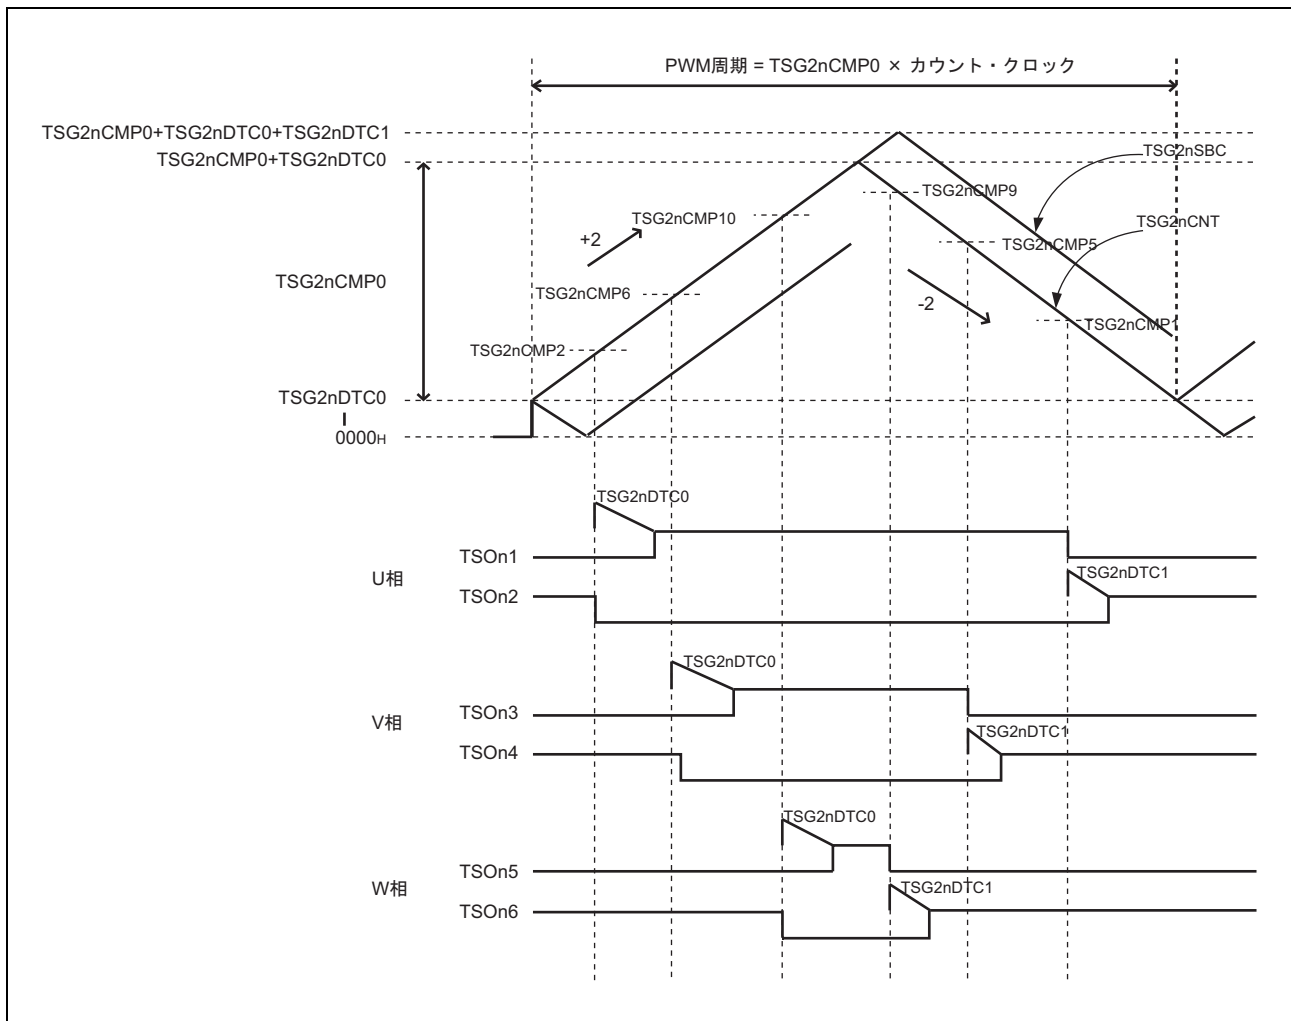 PWM周期 = TSG2nCMP0 × カウント・クロック
TSG2nCMP0+TSG2nDTC0+TSG2nDTC1
TSG2nCMP0+TSG2nDTC0
TSG2nSBC
TSG2nCMP9
TSG2nCMP10
TSG2nCNT
+2
TSG2nCMP5
TSG2nCMP0
TSG2nCMP6
-2
TSG2nCMP1
TSG2nCMP2
TSG2nDTC0
0000H
TSG2nDTC0
TSOn1
U相
TSG2nDTC1
TSOn2
TSG2nDTC0
TSOn3
V相
TSG2nDTC1
TSOn4
TSG2nDTC0
TSOn5
W相
TSG2nDTC1
TSOn6